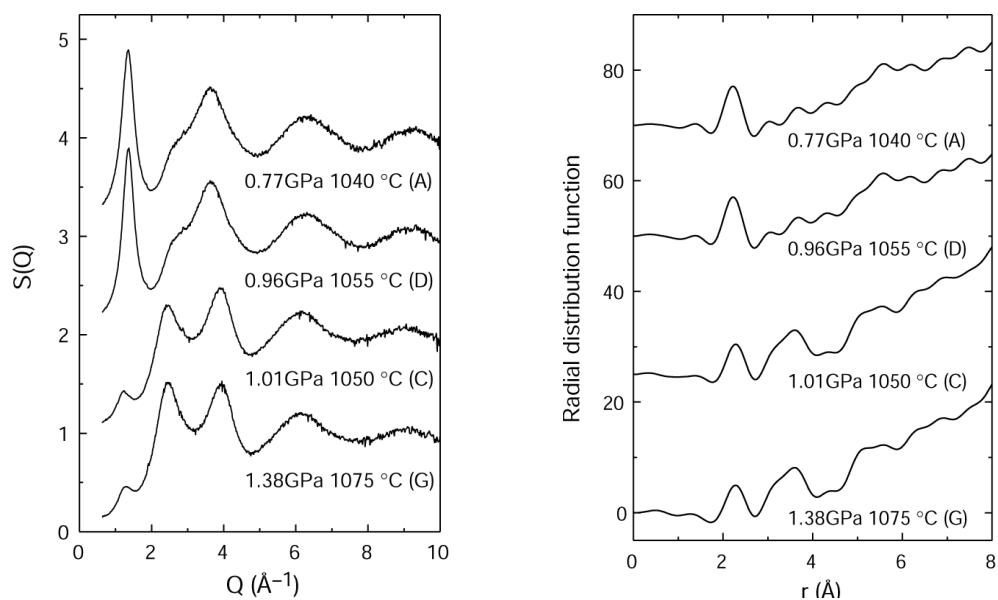 5
4
3
2
1
0
S(Q)
0.77GPa 1040 °C (A)
0.96GPa 1055 °C (D)
1.01GPa 1050 °C (C)
1.38GPa 1075 °C (G)
0 2 4 6 8 10
Q (Å⁻¹)
80
60
40
20
0
Radial distribution function
0.77GPa 1040 °C (A)
0.96GPa 1055 °C (D)
1.01GPa 1050 °C (C)
1.38GPa 1075 °C (G)
0 2 4 6 8
r (Å)